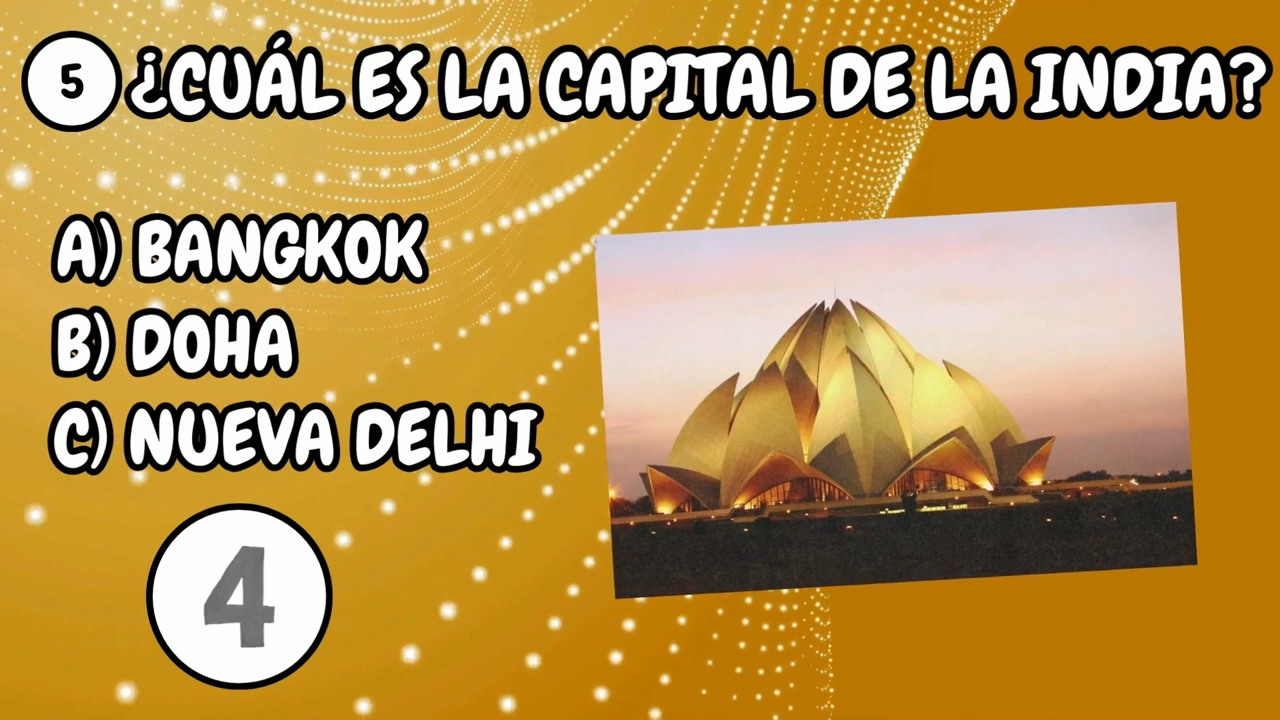 5 ¿CUÁL ES LA CAPITAL DE LA INDIA?
A) BANGKOK
B) DOHA
C) NUEVA DELHI
4